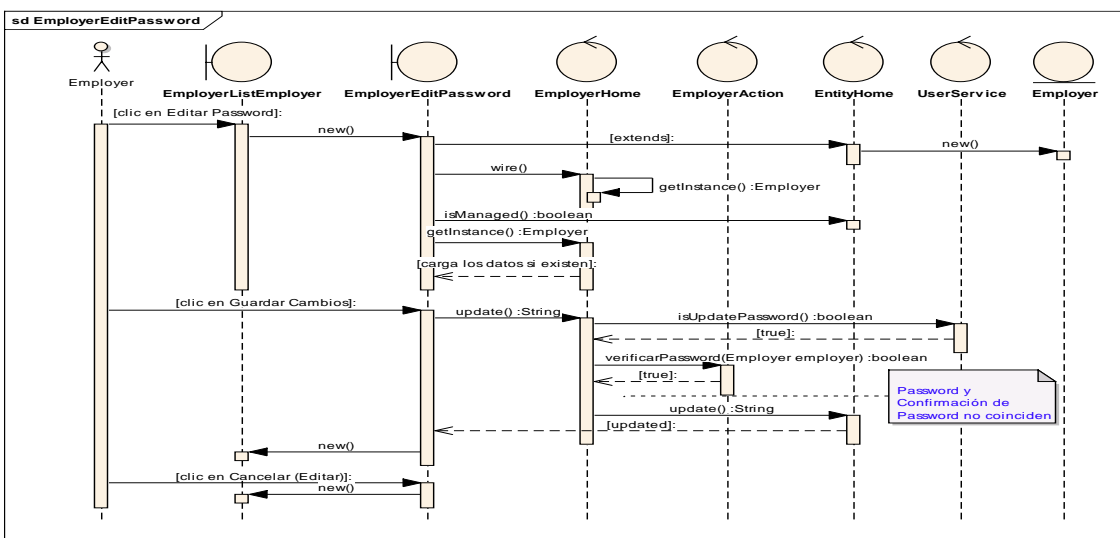 sd EmployerEditPassword
Employer
EmployerListEmployer
EmployerEditPassword
EmployerHome
EmployerAction
EntityHome
UserService
Employer
[clic en Editar Password]:
new()
[extends]:
new()
wire()
getInstance() :Employer
isManaged() :boolean
getInstance() :Employer
[carga los datos si existen]:
[clic en Guardar Cambios]:
update() :String
isUpdatePassword() :boolean
[true]:
verificarPassword(Employer employer) :boolean
[true]:
Password y
Confirmación de
Password no coinciden
update() :String
[updated]:
new()
[clic en Cancelar (Editar)]:
new()